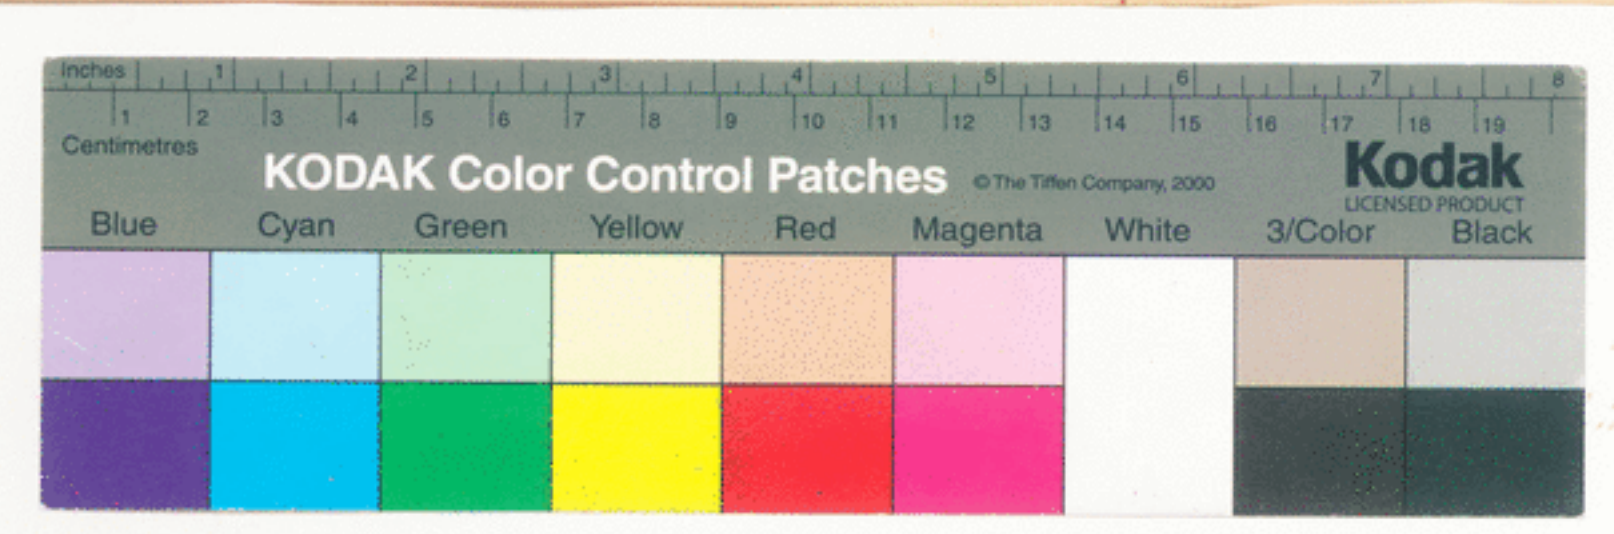 Inches 1 2 3 4 5 6 7 8
1 2 3 4 5 6 7 8 9 10 11 12 13 14 15 16 17 18 19
Centimetres
KODAK Color Control Patches © The Tiffen Company, 2000
Kodak
LICENSED PRODUCT
Blue Cyan Green Yellow Red Magenta White 3/Color Black